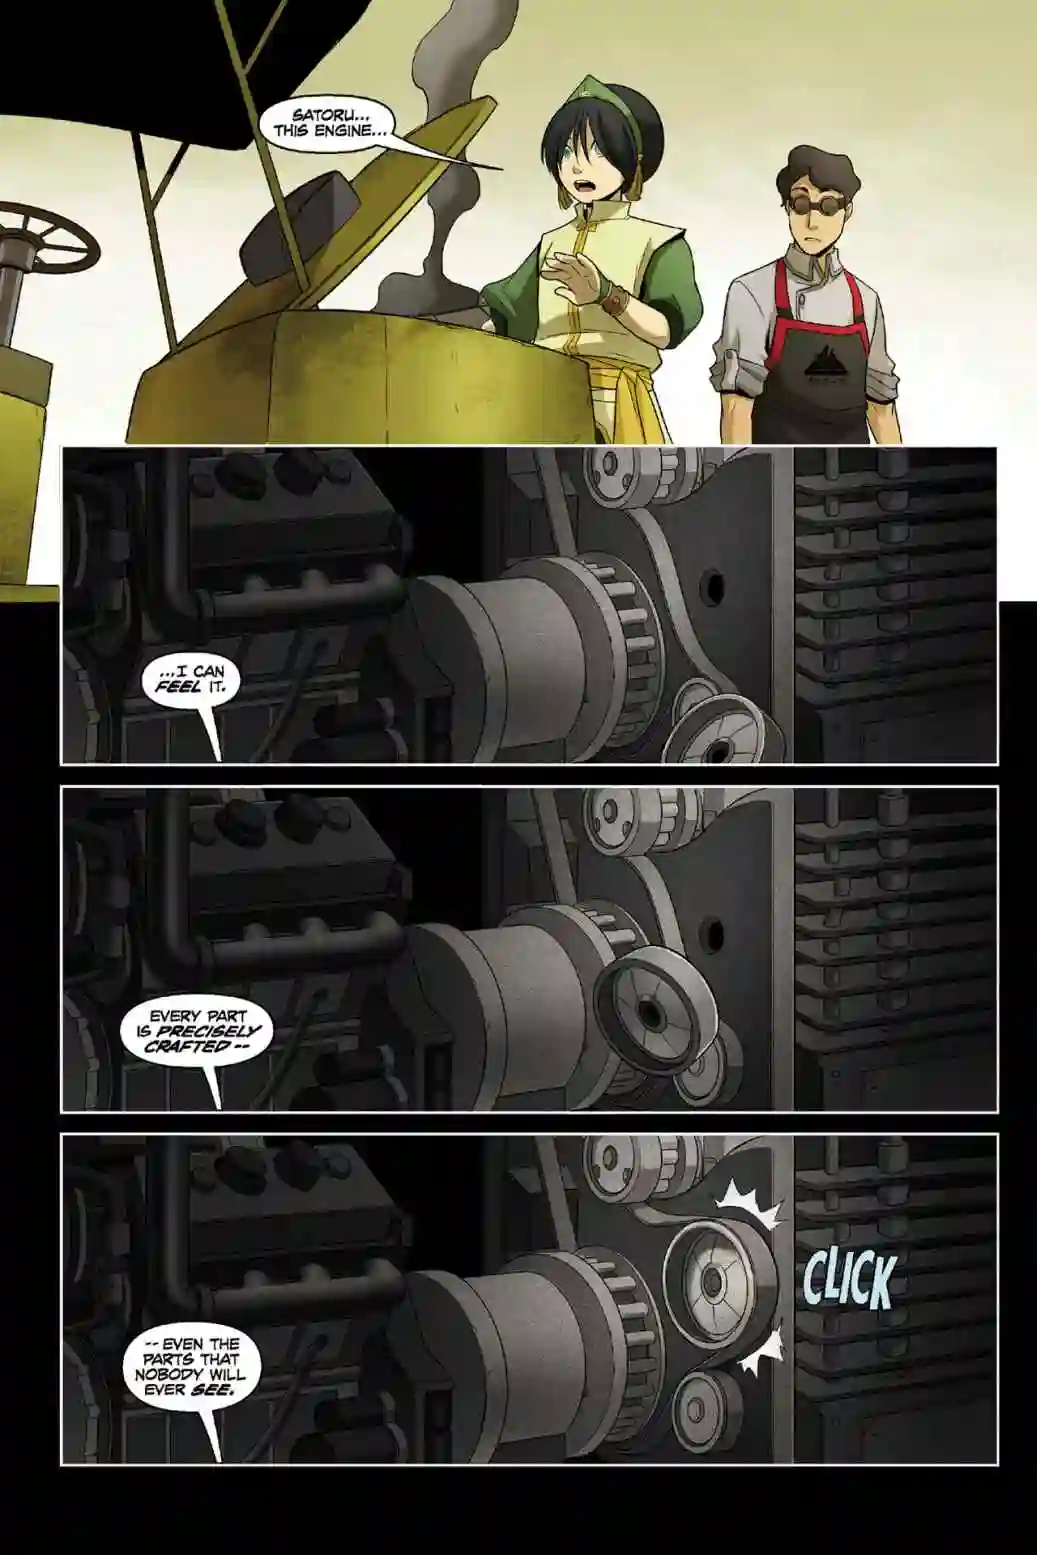 SATORU...
THIS ENGINE...
...I CAN
FEEL IT.
EVERY PART
IS PRECISELY
CRAFTED --
CLICK
-- EVEN THE
PARTS THAT
NOBODY WILL
EVER SEE.